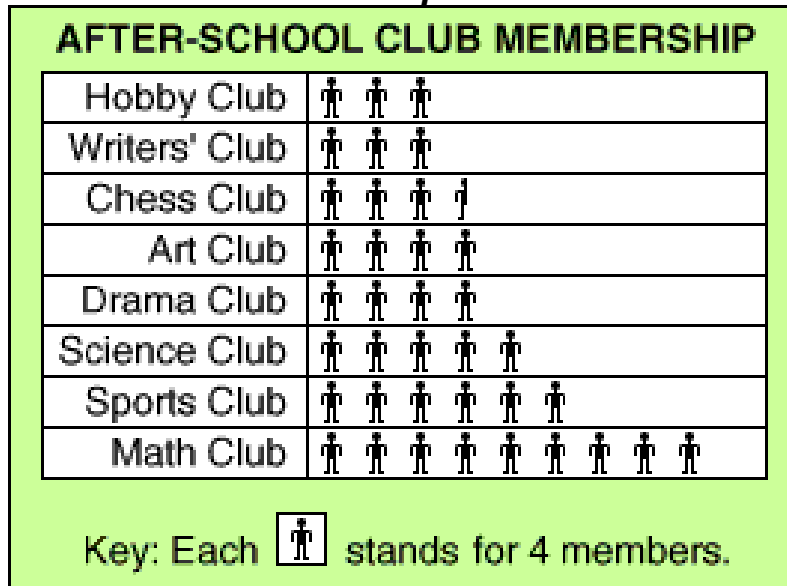 AFTER-SCHOOL CLUB MEMBERSHIP
Hobby Club
Writers' Club
Chess Club
Art Club
Drama Club
Science Club
Sports Club
Math Club
Key: Each stands for 4 members.